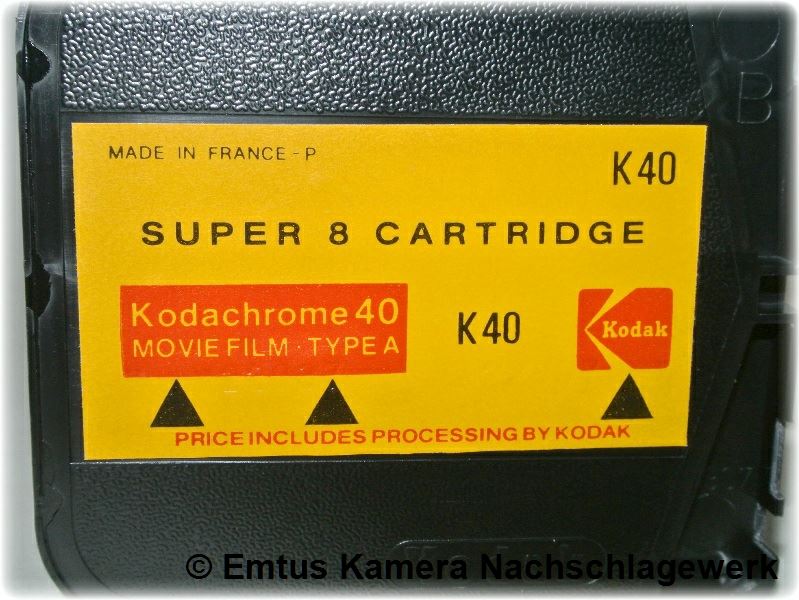 B
MADE IN FRANCE - P
K40
SUPER 8 CARTRIDGE
Kodachrome 40
MOVIE FILM · TYPE A
K40
Kodak
PRICE INCLUDES PROCESSING BY KODAK
© Emtus Kamera Nachschlagewerk